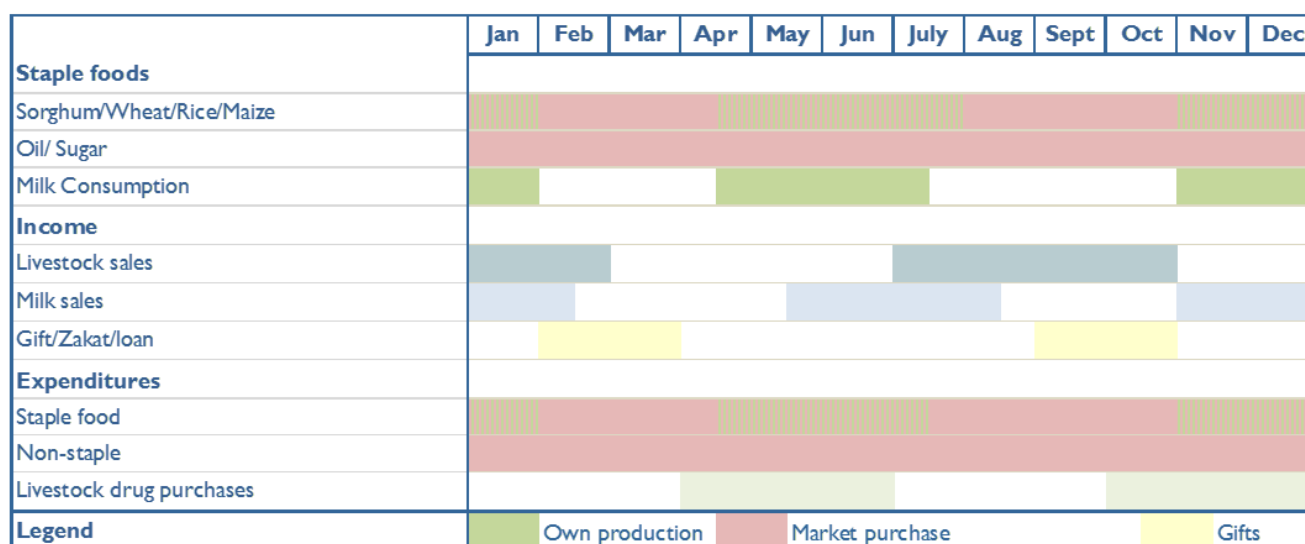 Jan Feb Mar Apr May Jun July Aug Sept Oct Nov Dec
Staple foods
Sorghum/Wheat/Rice/Maize
Oil/ Sugar
Milk Consumption
Income
Livestock sales
Milk sales
Gift/Zakat/loan
Expenditures
Staple food
Non-staple
Livestock drug purchases
Legend Own production Market purchase Gifts